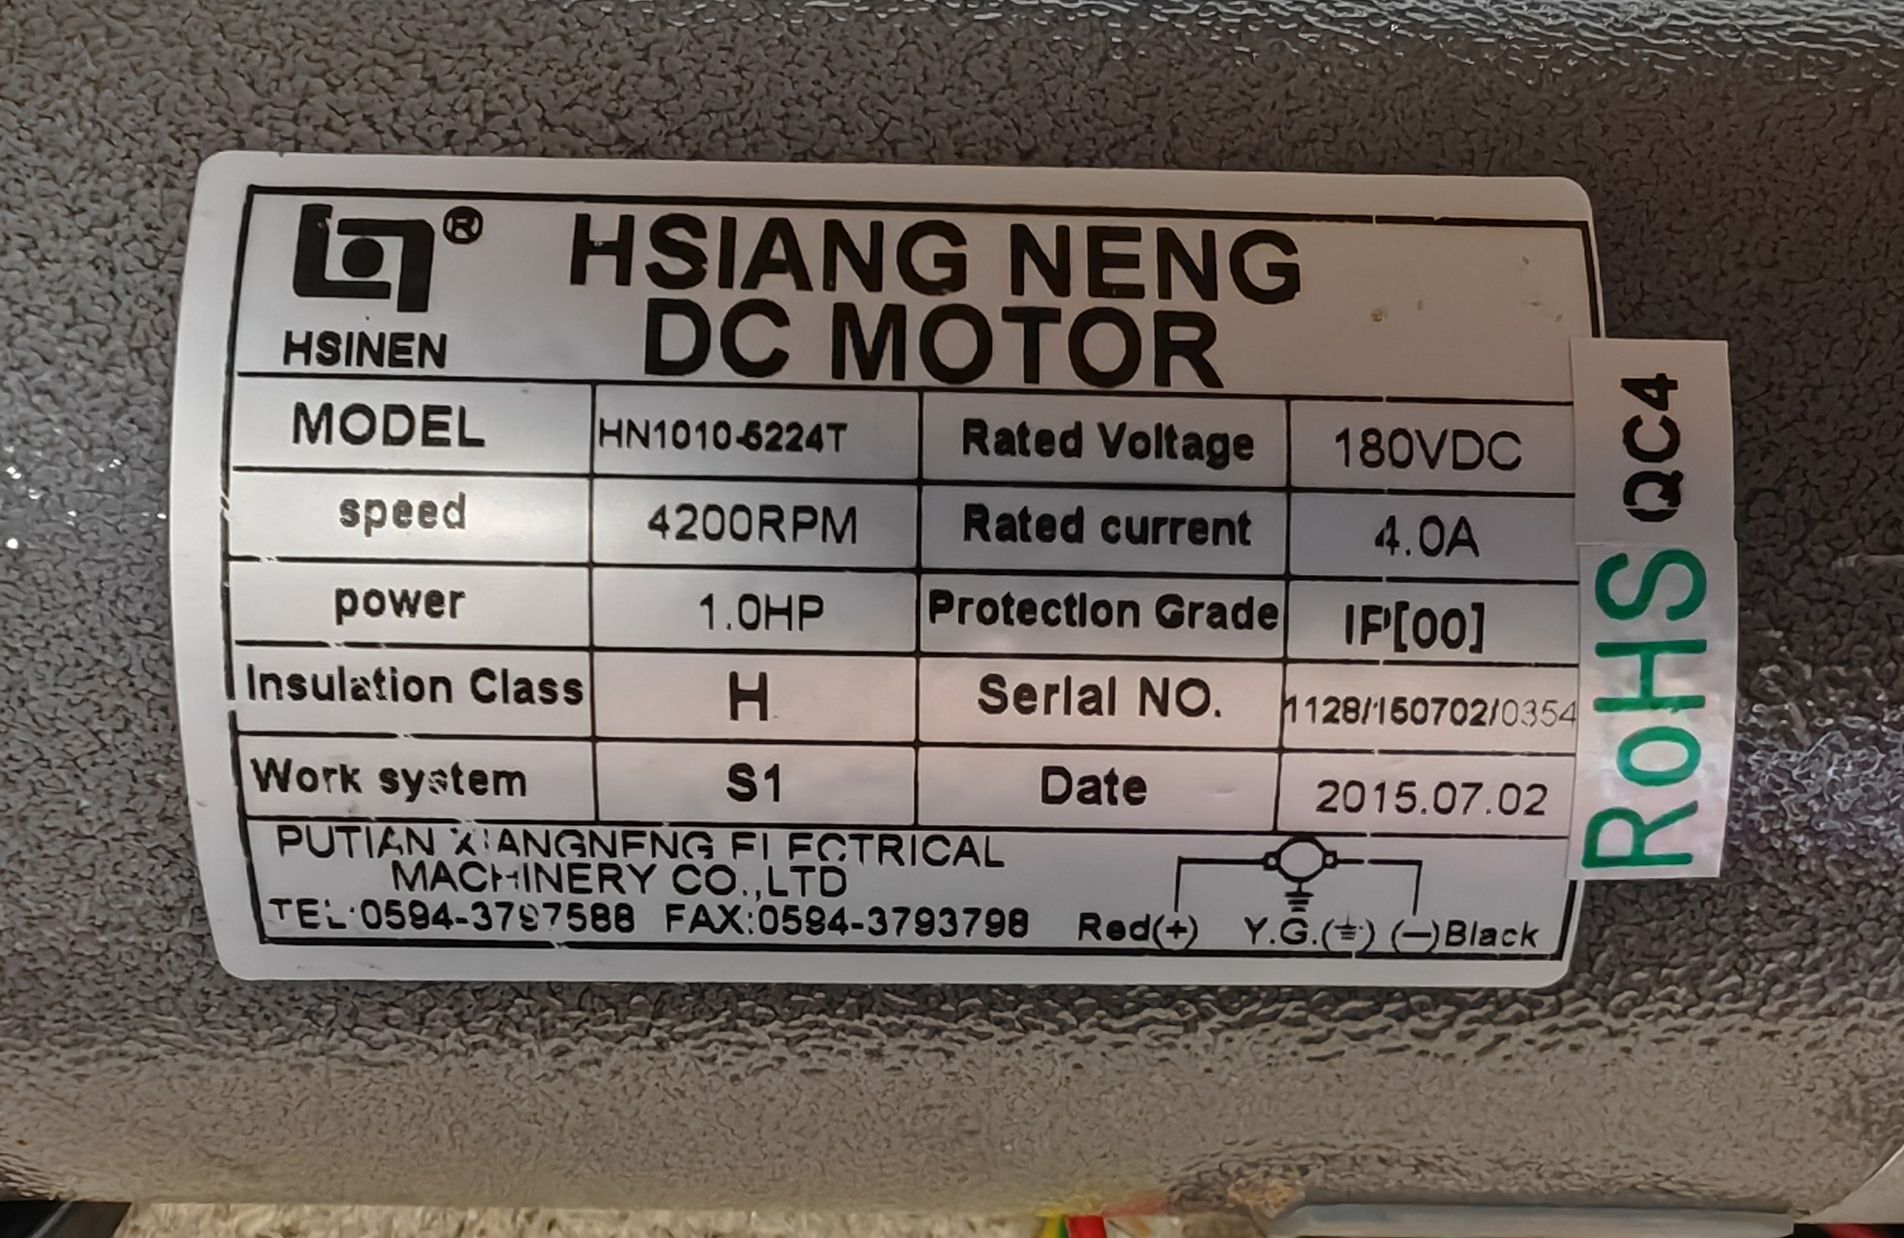 ®
HSINEN
HSIANG NENG
DC MOTOR
MODEL HN1010-6224T Rated Voltage 180VDC
speed 4200RPM Rated current 4.0A
power 1.0HP Protection Grade IP[00]
Insulation Class H Serial NO. 1128/150702/0354
Work system S1 Date 2015.07.02
PUTIAN XIANGNENG ELECTRICAL
MACHINERY CO.,LTD
TEL:0594-3797588 FAX:0594-3793798
Red(+) Y.G.(⏚) (—)Black
RoHS QC4